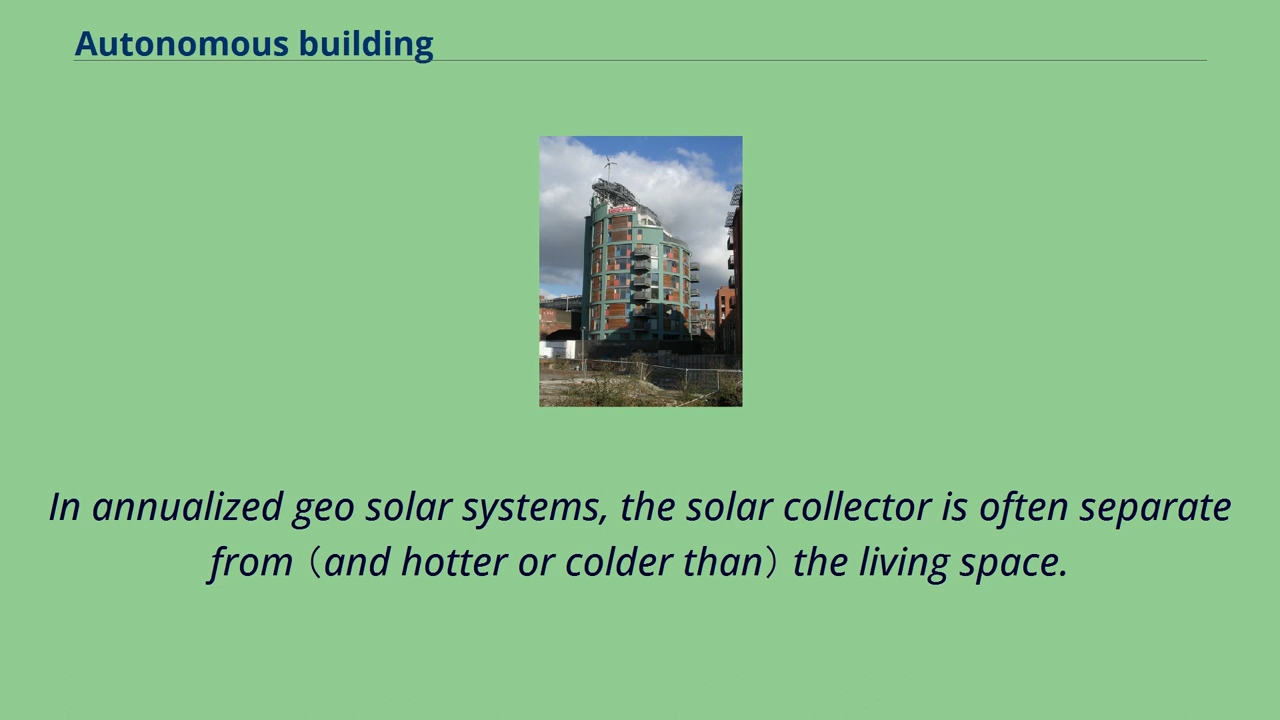 Autonomous building
In annualized geo solar systems, the solar collector is often separate
from（and hotter or colder than）the living space.